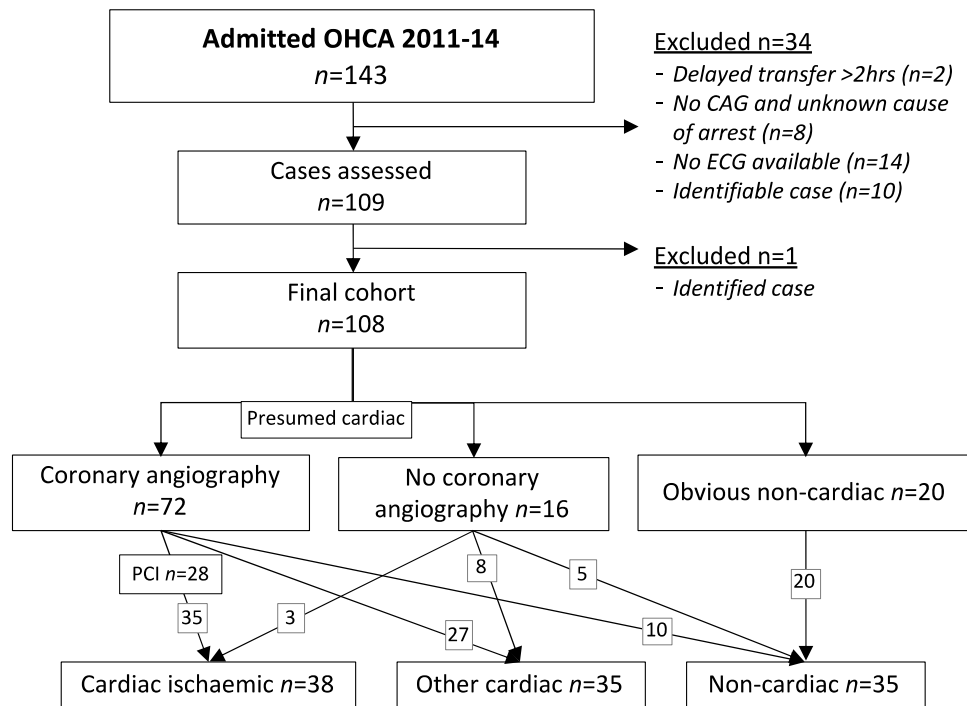 Admitted OHCA 2011-14
n=143
Excluded n=34
- Delayed transfer >2hrs (n=2)
- No CAG and unknown cause
of arrest (n=8)
- No ECG available (n=14)
- Identifiable case (n=10)
Cases assessed
n=109
Excluded n=1
- Identified case
Final cohort
n=108
Presumed cardiac
Coronary angiography
n=72
No coronary
angiography n=16
Obvious non-cardiac n=20
PCI n=28
8
5
20
35
3
27
10
Cardiac ischaemic n=38
Other cardiac n=35
Non-cardiac n=35